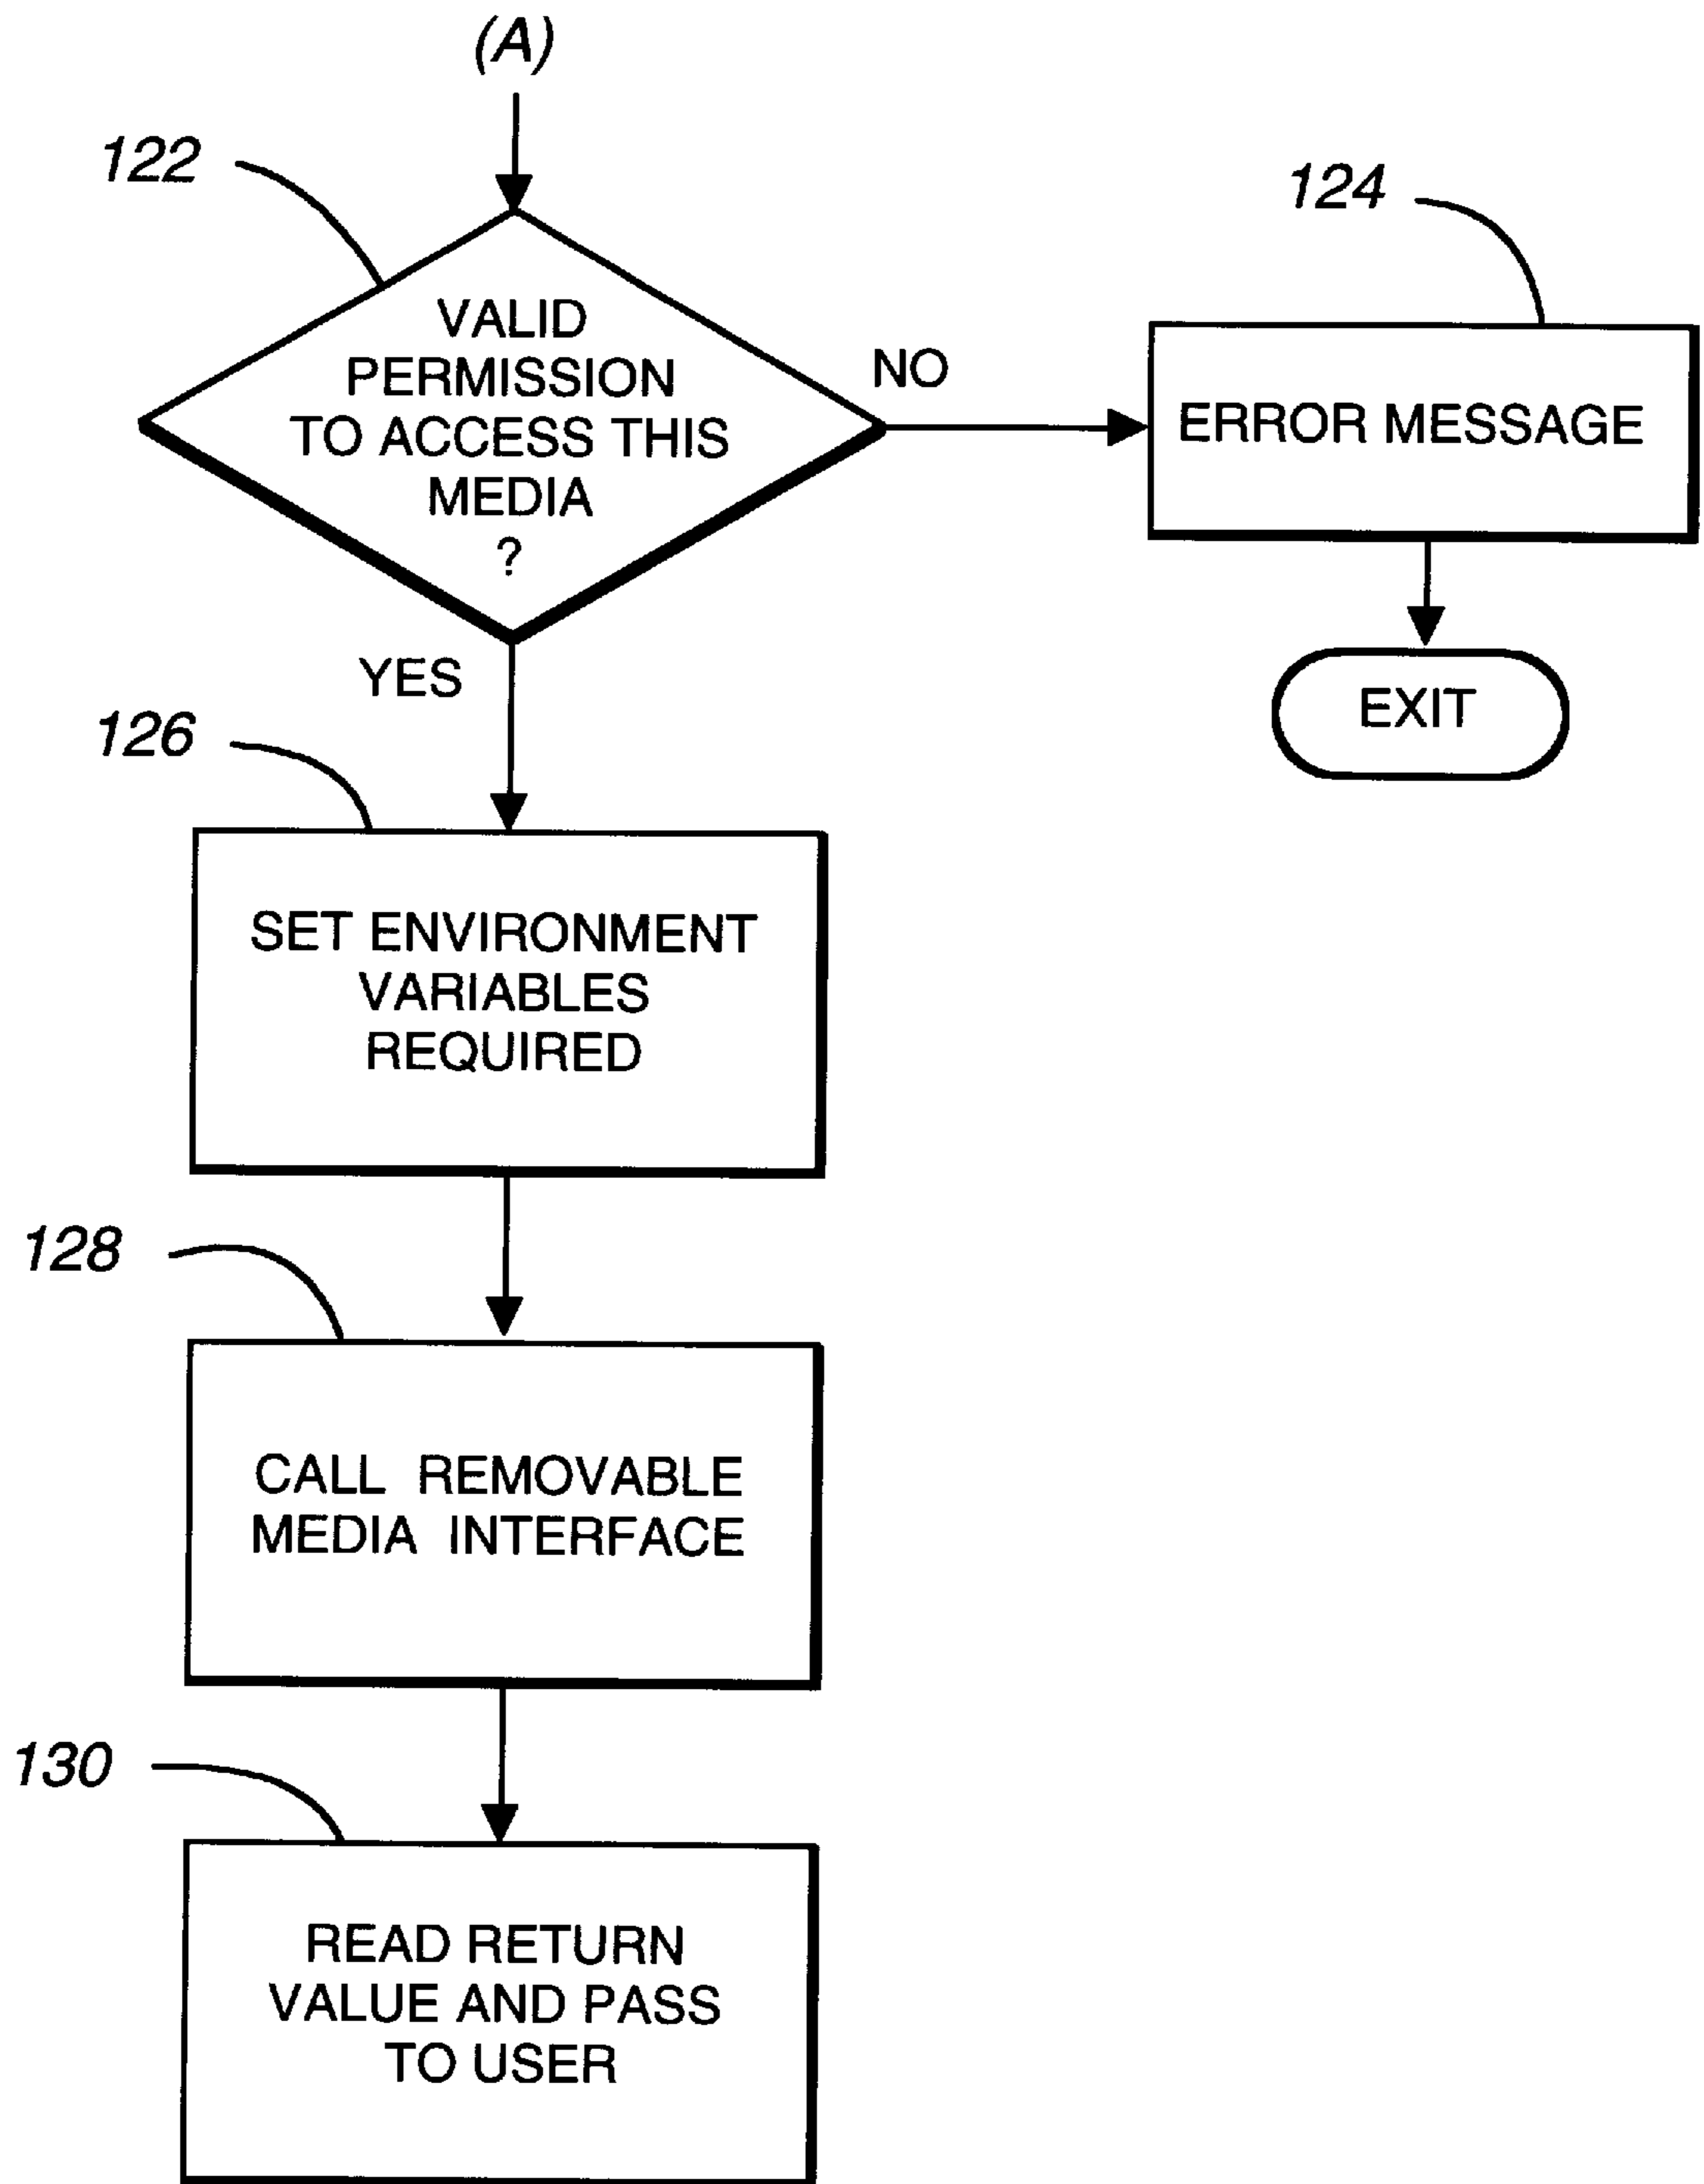 (A)
122
VALID
PERMISSION
TO ACCESS THIS
MEDIA
?
NO
124
ERROR MESSAGE
EXIT
YES
126
SET ENVIRONMENT
VARIABLES
REQUIRED
128
CALL REMOVABLE
MEDIA INTERFACE
130
READ RETURN
VALUE AND PASS
TO USER